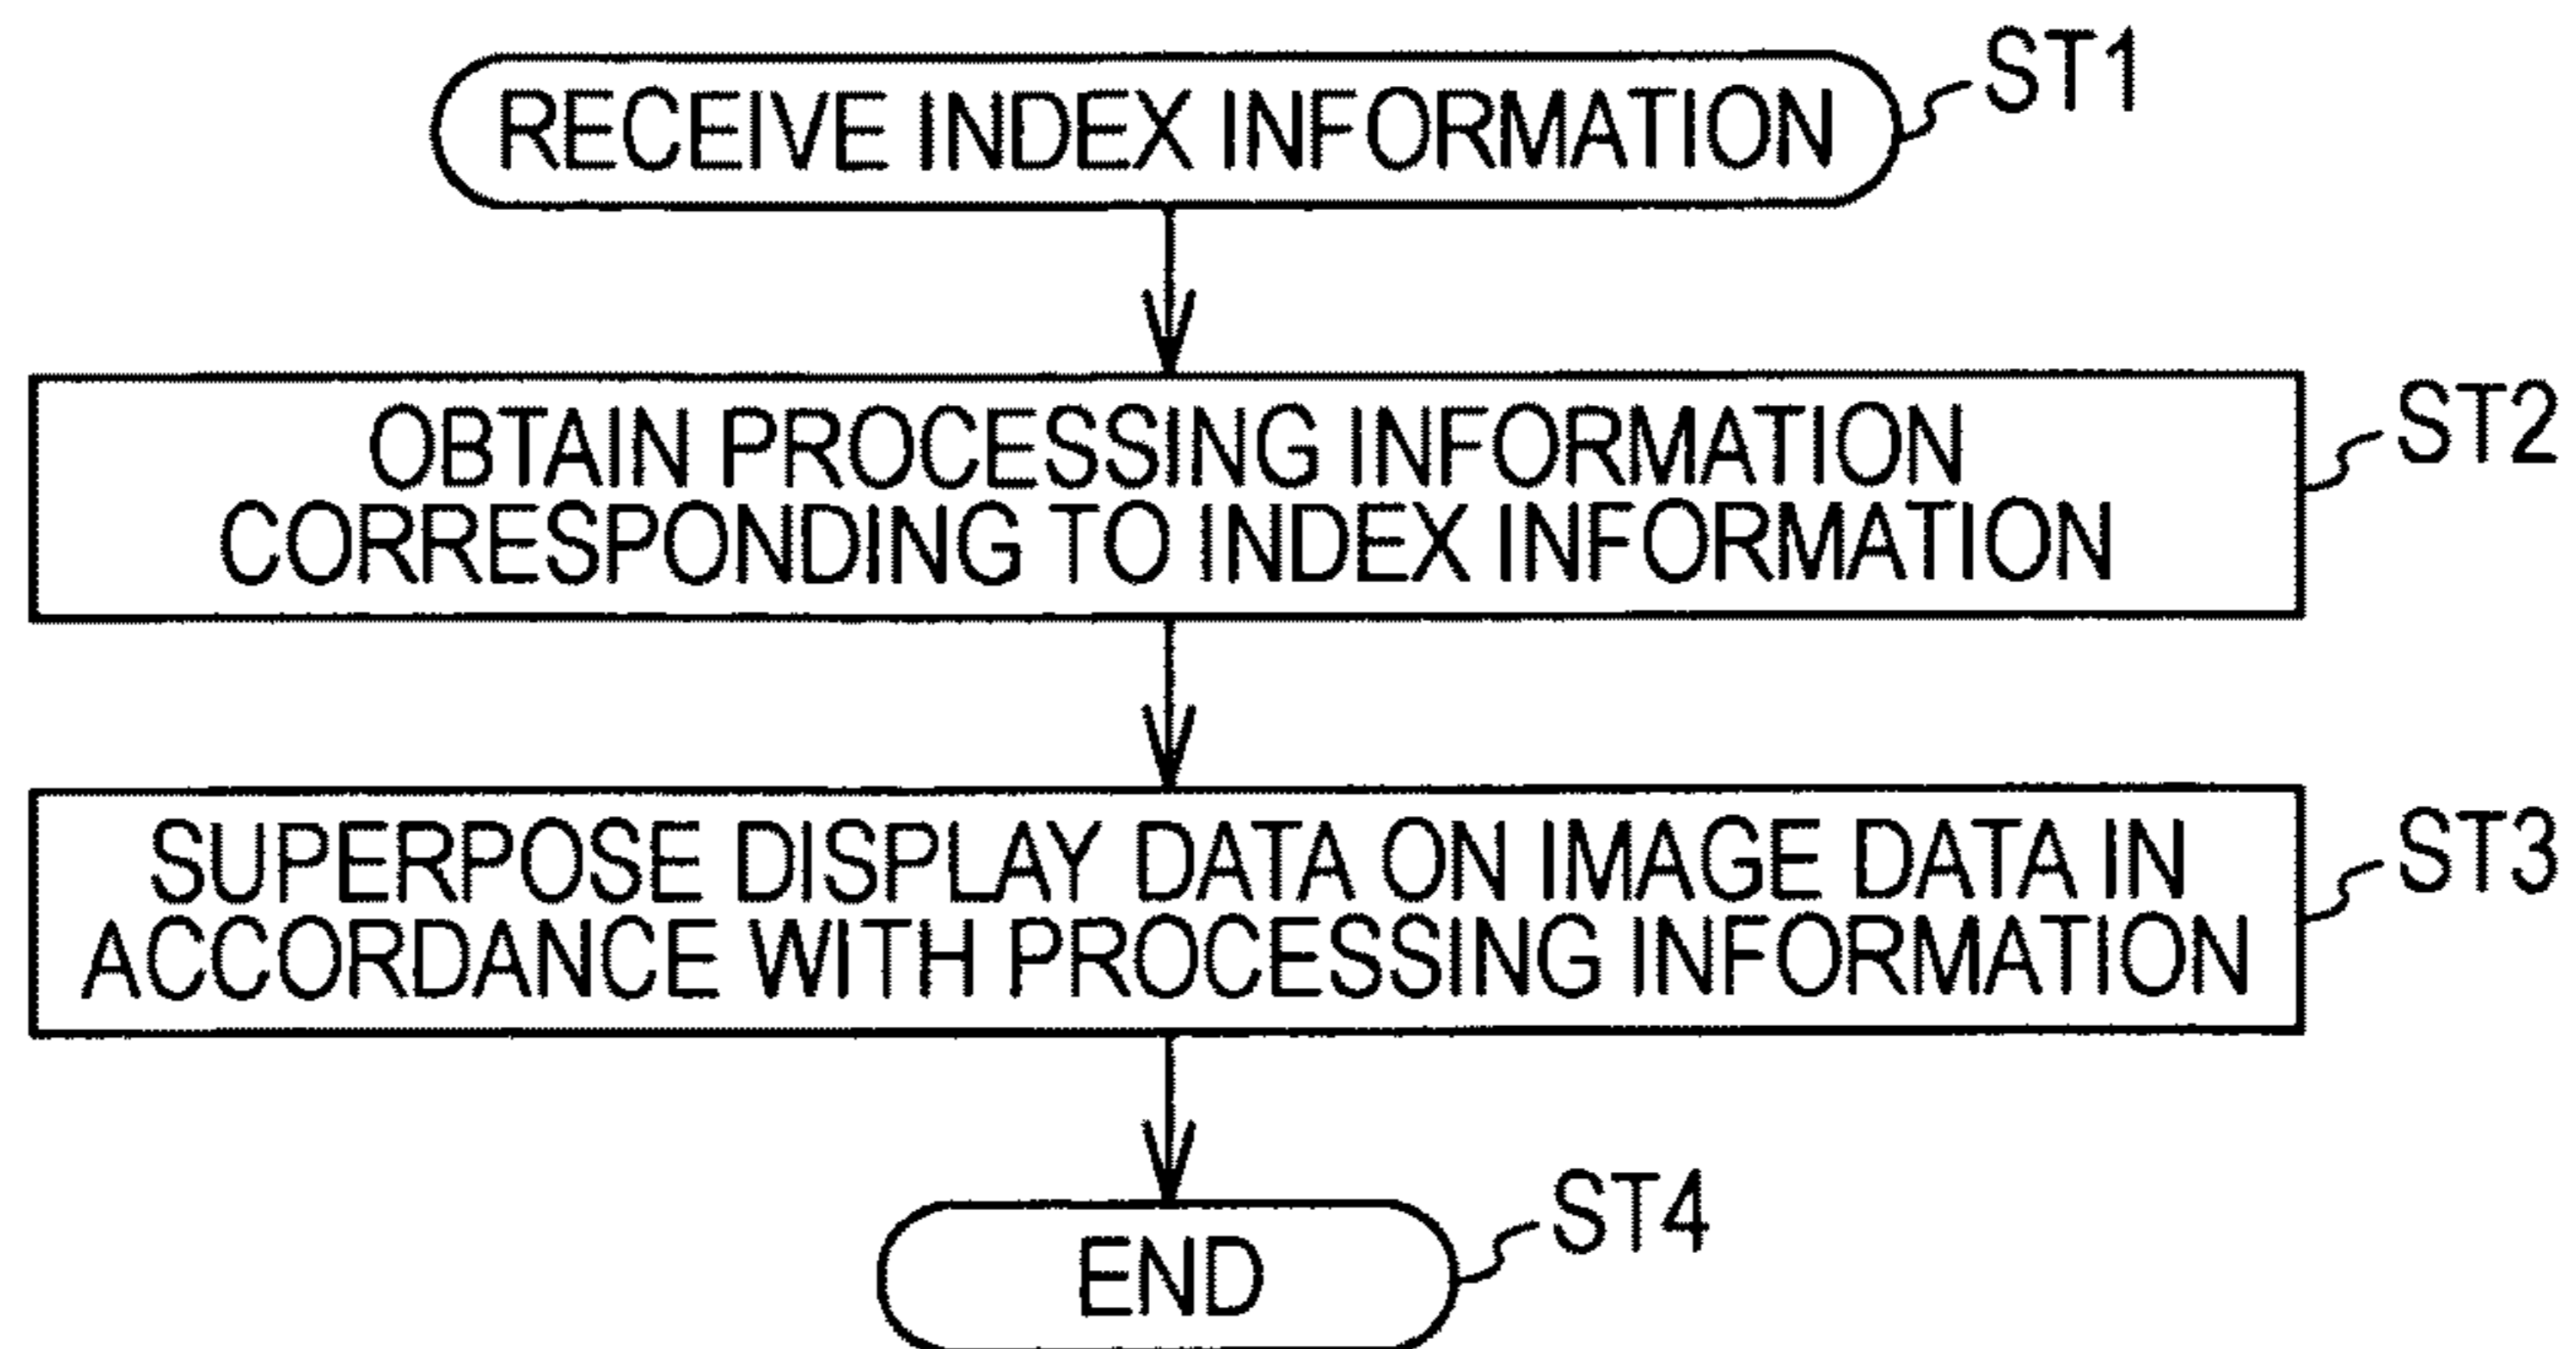 RECEIVE INDEX INFORMATION
ST1
OBTAIN PROCESSING INFORMATION
CORRESPONDING TO INDEX INFORMATION
ST2
SUPERPOSE DISPLAY DATA ON IMAGE DATA IN
ACCORDANCE WITH PROCESSING INFORMATION
ST3
END
ST4